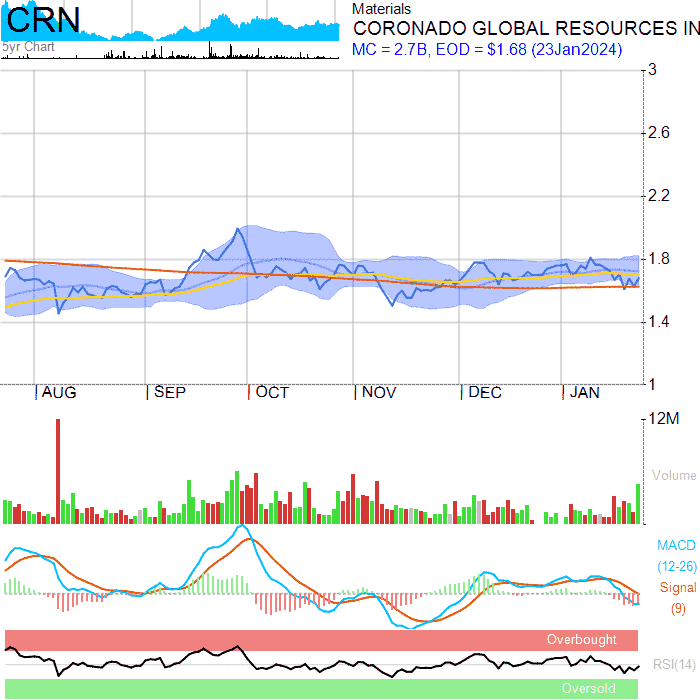 CRN
5yr Chart
Materials
CORONADO GLOBAL RESOURCES IN
MC = 2.7B, EOD = $1.68 (23Jan2024)
3
2.6
2.2
1.8
1.4
1
AUG SEP OCT NOV DEC JAN
12M
Volume
MACD
(12-26)
Signal
(9)
Overbought
RSI(14)
Oversold